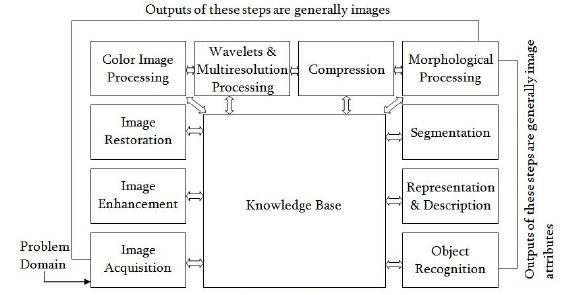 Outputs of these steps are generally images
Color Image
Processing
Wavelets &
Multiresolution
Processing
Compression
Morphological
Processing
Image
Restoration
Segmentation
Image
Enhancement
Knowledge Base
Representation
& Description
Problem
Domain
Image
Acquisition
Object
Recognition
Outputs of these steps are generally image
attributes